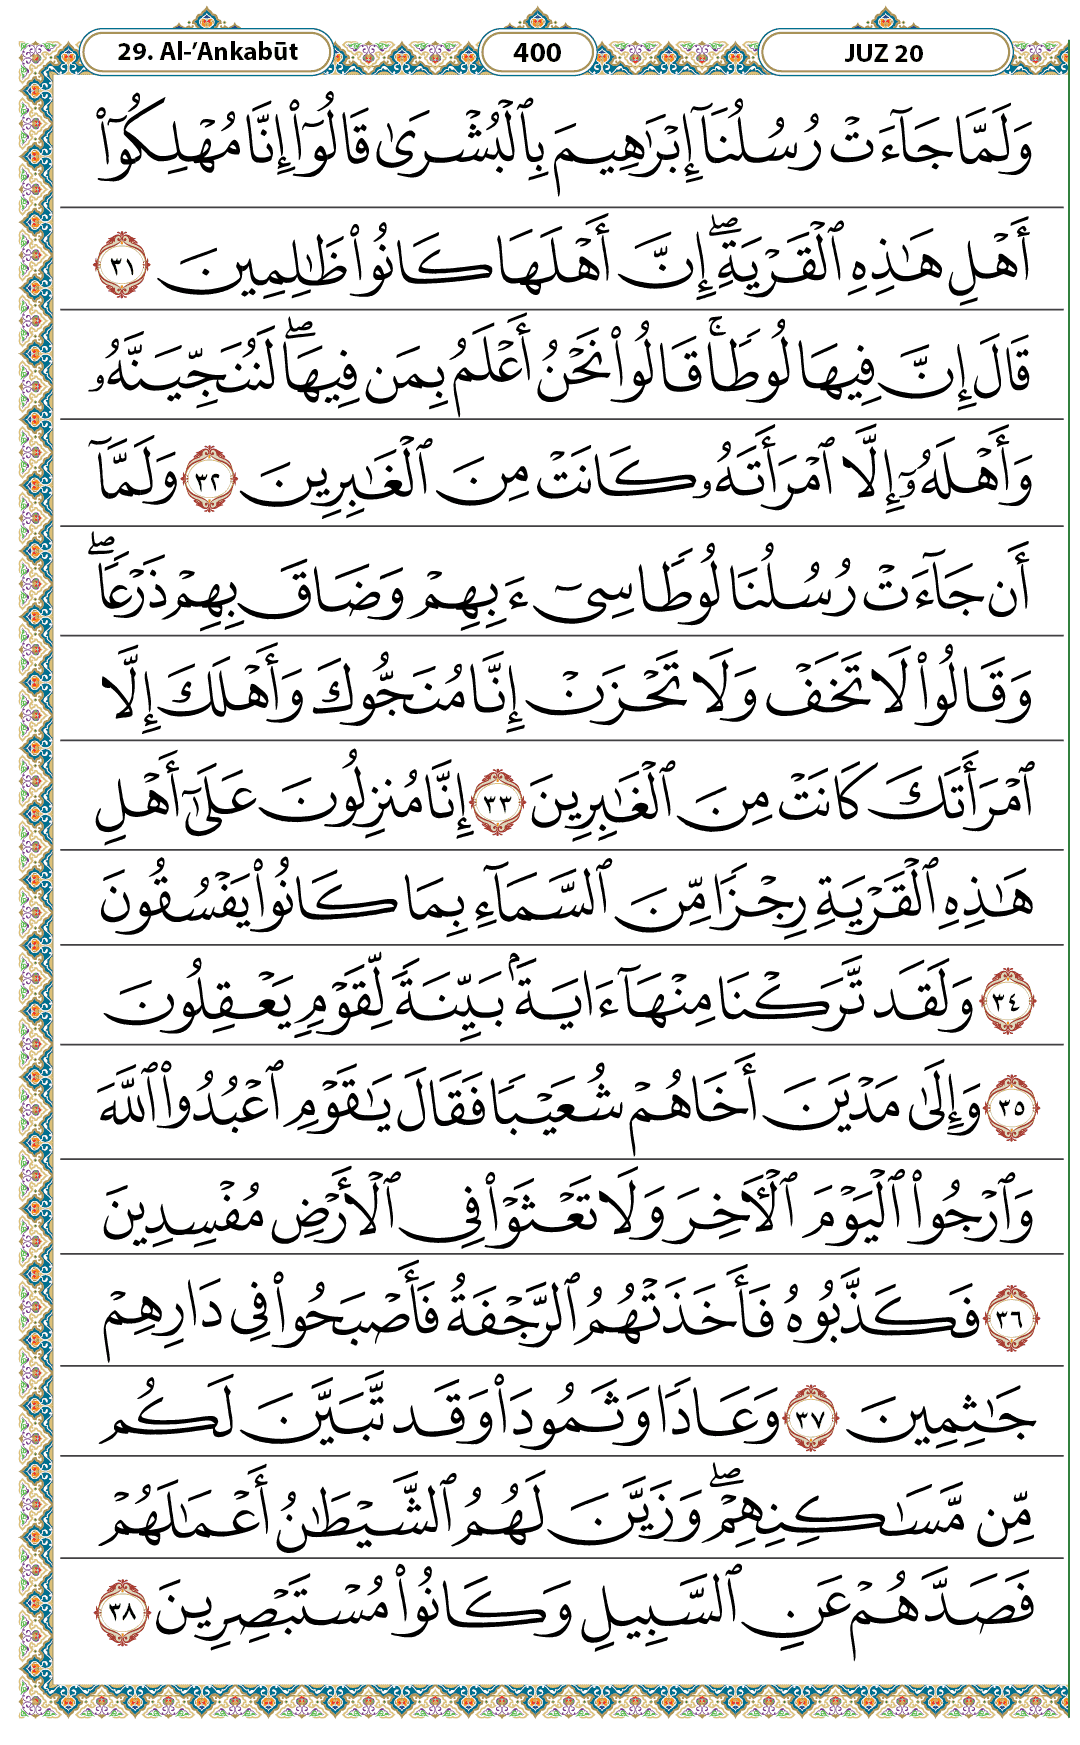 29. Al-’Ankabūt 400 JUZ 20
وَلَمَّا جَآءَتْ رُسُلُنَآ إِبْرَٰهِيمَ بِٱلْبُشْرَىٰ قَالُوٓا۟ إِنَّا مُهْلِكُوٓا۟
أَهْلِ هَـٰذِهِ ٱلْقَرْيَةِ ۖ إِنَّ أَهْلَهَا كَانُوا۟ ظَـٰلِمِينَ ٣١
قَالَ إِنَّ فِيهَا لُوطًا ۚ قَالُوا۟ نَحْنُ أَعْلَمُ بِمَن فِيهَا ۖ لَنُنَجِّيَنَّهُۥ
وَأَهْلَهُۥٓ إِلَّا ٱمْرَأَتَهُۥ كَانَتْ مِنَ ٱلْغَـٰبِرِينَ ٣٢ وَلَمَّآ
أَن جَآءَتْ رُسُلُنَا لُوطًا سِىٓءَ بِهِمْ وَضَاقَ بِهِمْ ذَرْعًا ۖ
وَقَالُوا۟ لَا تَخَفْ وَلَا تَحْزَنْ إِنَّا مُنَجُّوكَ وَأَهْلَكَ إِلَّا
ٱمْرَأَتَكَ كَانَتْ مِنَ ٱلْغَـٰبِرِينَ ٣٣ إِنَّا مُنزِلُونَ عَلَىٰٓ أَهْلِ
هَـٰذِهِ ٱلْقَرْيَةِ رِجْزًا مِّنَ ٱلسَّمَآءِ بِمَا كَانُوا۟ يَفْسُقُونَ
٣٤ وَلَقَد تَّرَكْنَا مِنْهَآ ءَايَةًۢ بَيِّنَةً لِّقَوْمٍ يَعْقِلُونَ
٣٥ وَإِلَىٰ مَدْيَنَ أَخَاهُمْ شُعَيْبًا فَقَالَ يَـٰقَوْمِ ٱعْبُدُوا۟ ٱللَّهَ
وَٱرْجُوا۟ ٱلْيَوْمَ ٱلْـَٔاخِرَ وَلَا تَعْثَوْا۟ فِى ٱلْأَرْضِ مُفْسِدِينَ
٣٦ فَكَذَّبُوهُ فَأَخَذَتْهُمُ ٱلرَّجْفَةُ فَأَصْبَحُوا۟ فِى دَارِهِمْ
جَـٰثِمِينَ ٣٧ وَعَادًا وَثَمُودَا۟ وَقَد تَّبَيَّنَ لَكُم
مِّن مَّسَـٰكِنِهِمْ ۖ وَزَيَّنَ لَهُمُ ٱلشَّيْطَـٰنُ أَعْمَـٰلَهُمْ
فَصَدَّهُمْ عَنِ ٱلسَّبِيلِ وَكَانُوا۟ مُسْتَبْصِرِينَ ٣٨